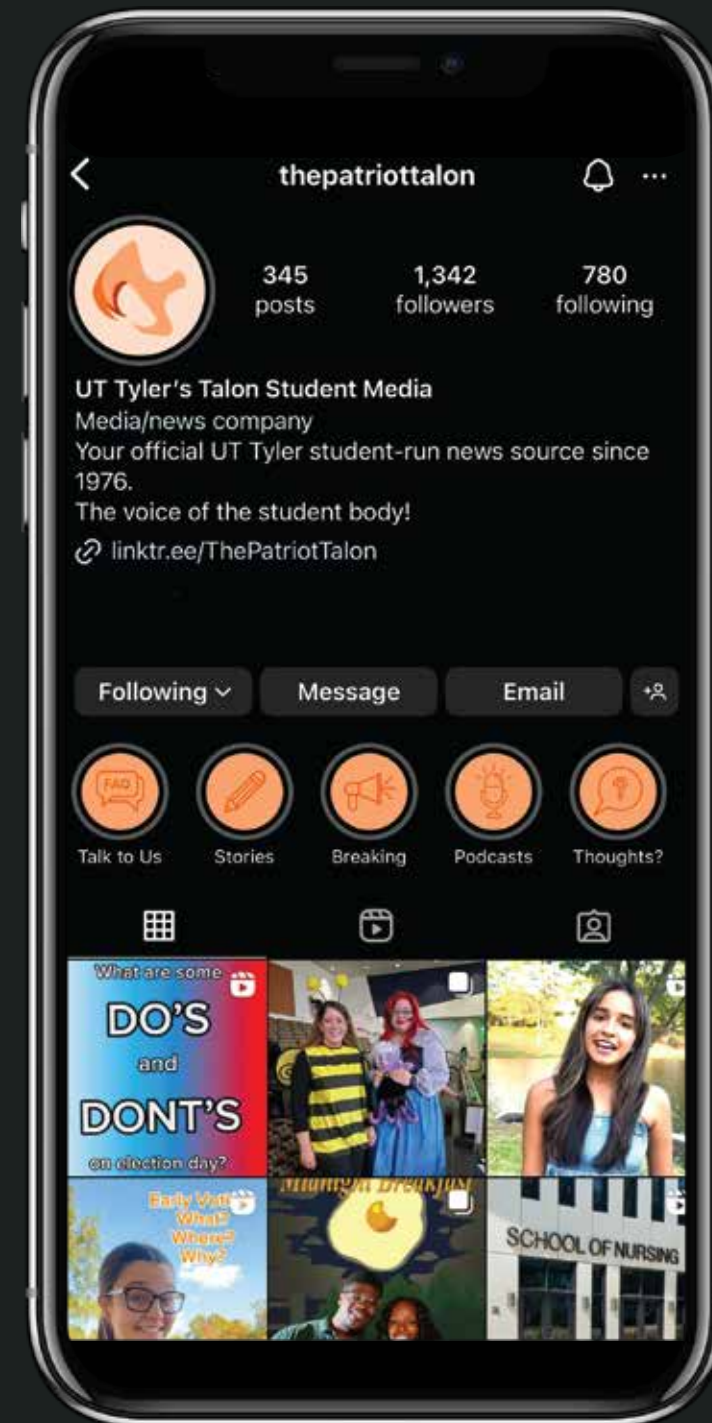 thepatriottalon
345 1,342 780
posts followers following
UT Tyler's Talon Student Media
Media/news company
Your official UT Tyler student-run news source since
1976.
The voice of the student body!
linktr.ee/ThePatriotTalon
Following Message Email
FAQ ?
Talk to Us Stories Breaking Podcasts Thoughts?
What are some
DO'S
and
DONT'S
on election day?
Midnight Breakfast
Early
What?
Where?
Why?
SCHOOL OF NURSING